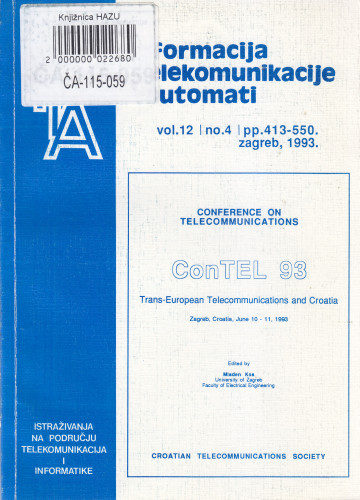 Knjižnica HAZU
2 000000 022680
ČA-115-059
formacija
elekomunikacije
utomati
vol.12 | no.4 | pp.413-550.
zagreb, 1993.
CONFERENCE ON
TELECOMMUNICATIONS
ConTEL 93
Trans-European Telecommunications and Croatia
Zagreb, Croatia, June 10 - 11, 1993
Edited by
Mladen Kos
University of Zagreb
Faculty of Electrical Engineering
CROATIAN TELECOMMUNICATIONS SOCIETY
ISTRAŽIVANJA
NA PODRUČJU
TELEKOMUNIKACIJA
I
INFORMATIKE